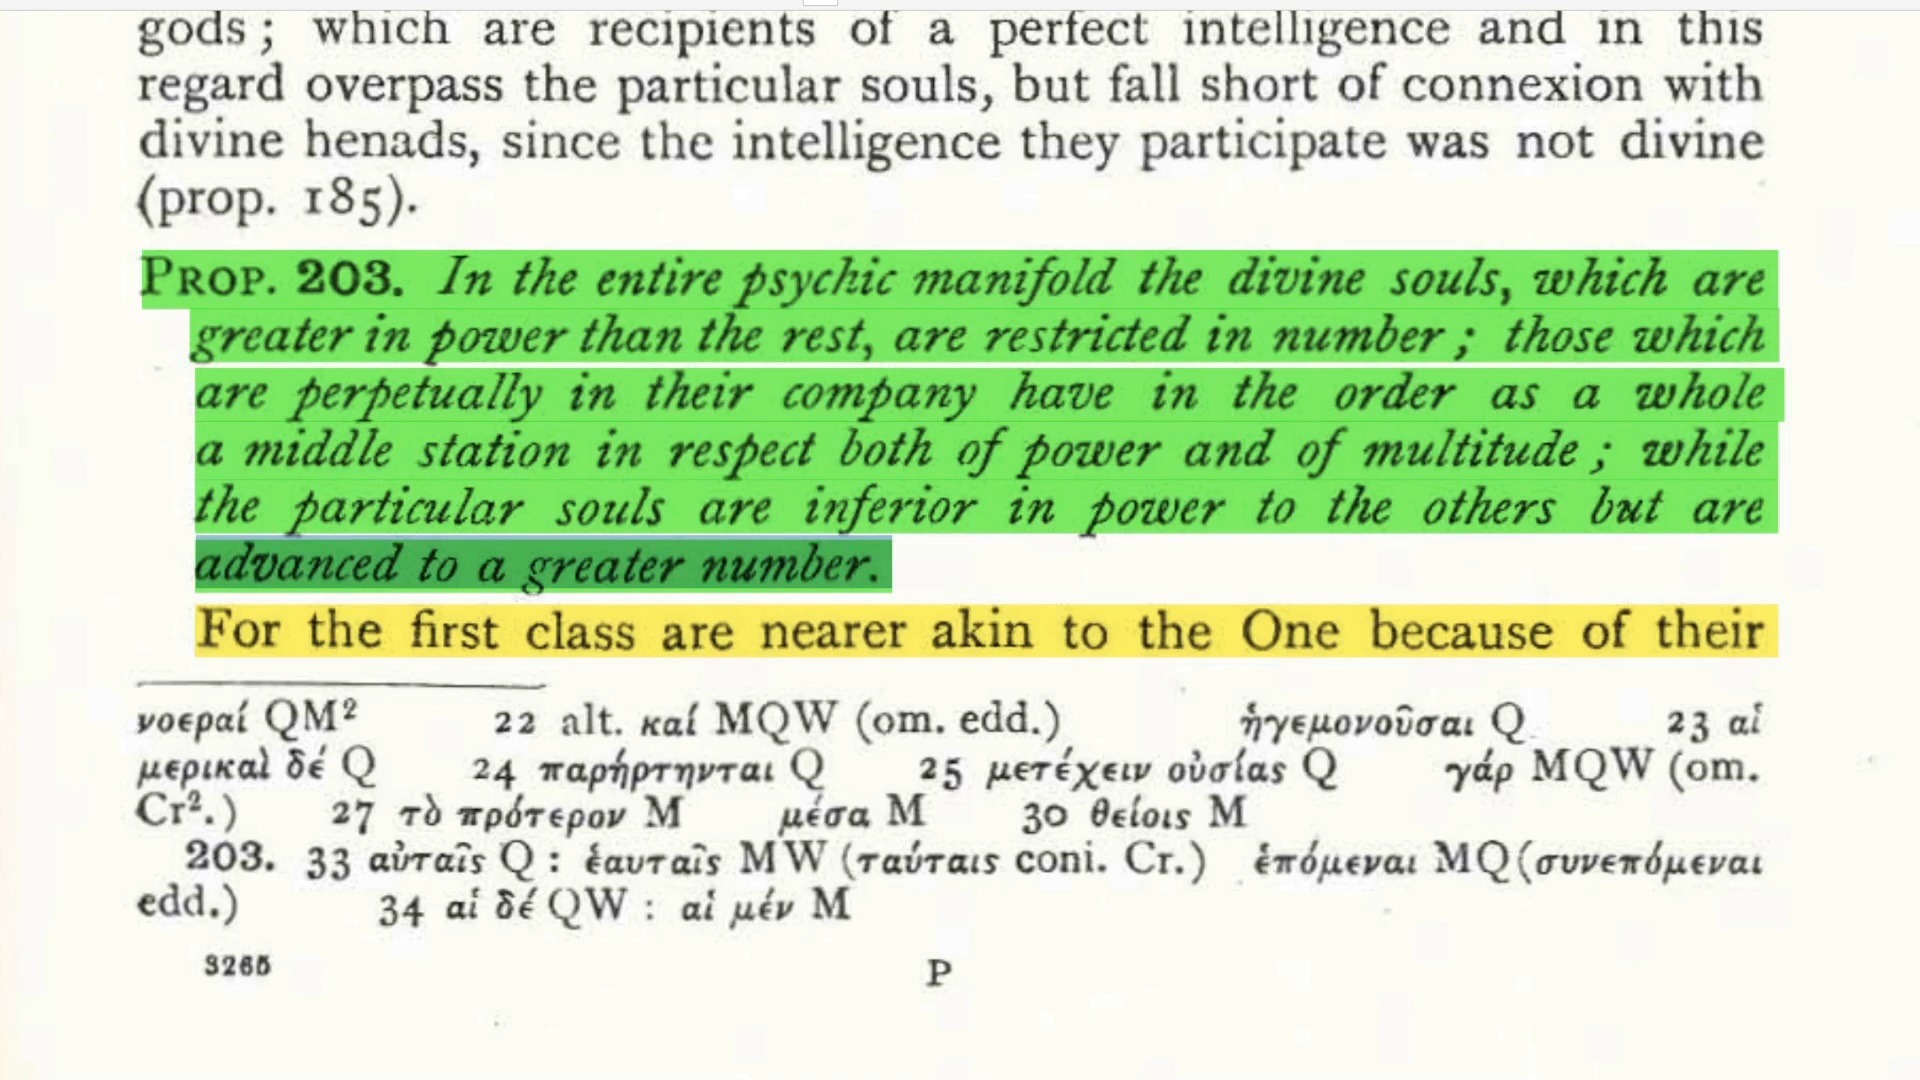 gods ; which are recipients of a perfect intelligence and in this
regard overpass the particular souls, but fall short of connexion with
divine henads, since the intelligence they participate was not divine
(prop. 185).
PROP. 203. In the entire psychic manifold the divine souls, which are
greater in power than the rest, are restricted in number ; those which
are perpetually in their company have in the order as a whole
a middle station in respect both of power and of multitude ; while
the particular souls are inferior in power to the others but are
advanced to a greater number.
For the first class are nearer akin to the One because of their
νοεραί QM² 22 alt. καί MQW (om. edd.) ἡγεμονοῦσαι Q 23 αἱ
μερικαὶ δέ Q 24 παρήρτηνται Q 25 μετέχειν οὐσίας Q γάρ MQW (om.
Cr².) 27 τὸ πρότερον M μέσα M 30 θείοις M
203. 33 αὐταῖς Q : ἑαυταῖς MW (ταύταις coni. Cr.) ἑπόμεναι MQ (συνεπόμεναι
edd.) 34 αἱ δέ QW : αἱ μέν M
3265 P